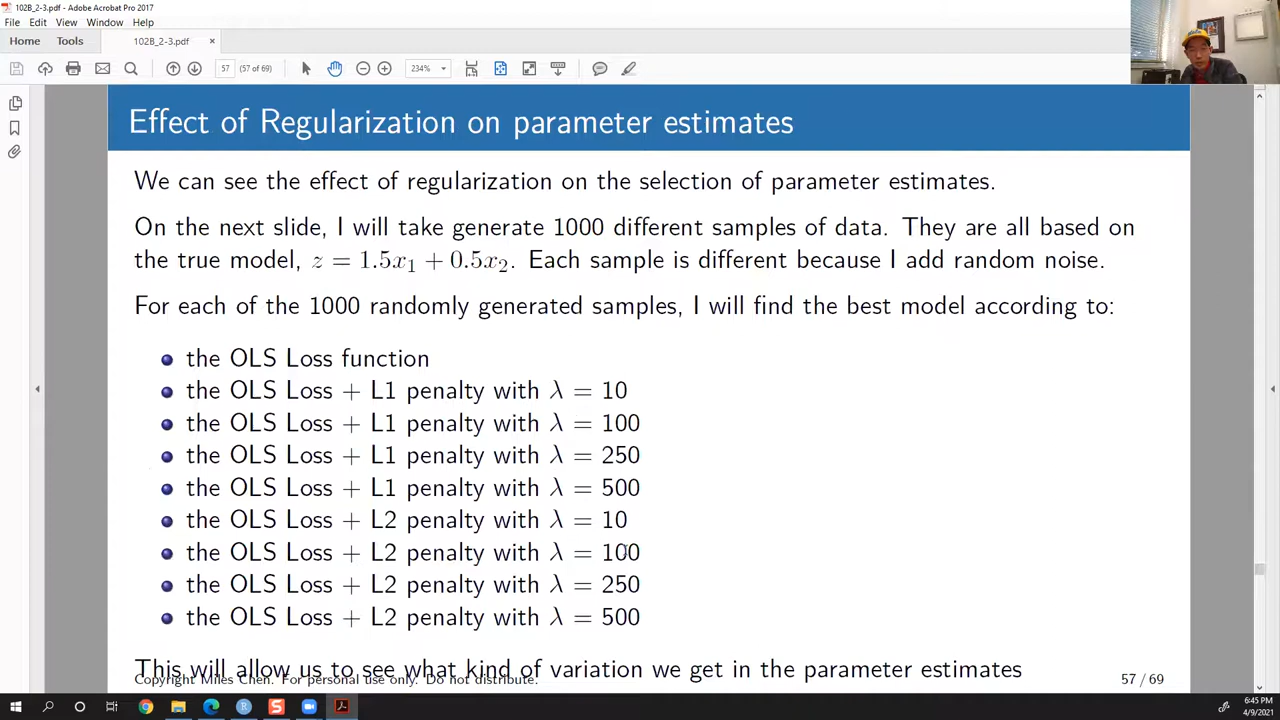 102B_2-3.pdf - Adobe Acrobat Pro 2017
File Edit View Window Help
Home Tools 102B_2-3.pdf ×
57 (57 of 69) 234%
Effect of Regularization on parameter estimates
We can see the effect of regularization on the selection of parameter estimates.
On the next slide, I will take generate 1000 different samples of data. They are all based on
the true model, z = 1.5x₁ + 0.5x₂. Each sample is different because I add random noise.
For each of the 1000 randomly generated samples, I will find the best model according to:
the OLS Loss function
the OLS Loss + L1 penalty with λ = 10
the OLS Loss + L1 penalty with λ = 100
the OLS Loss + L1 penalty with λ = 250
the OLS Loss + L1 penalty with λ = 500
the OLS Loss + L2 penalty with λ = 10
the OLS Loss + L2 penalty with λ = 100
the OLS Loss + L2 penalty with λ = 250
the OLS Loss + L2 penalty with λ = 500
This will allow us to see what kind of variation we get in the parameter estimates
Copyright Miles Chen. For personal use only. Do not distribute. 57 / 69
6:45 PM
4/9/2021